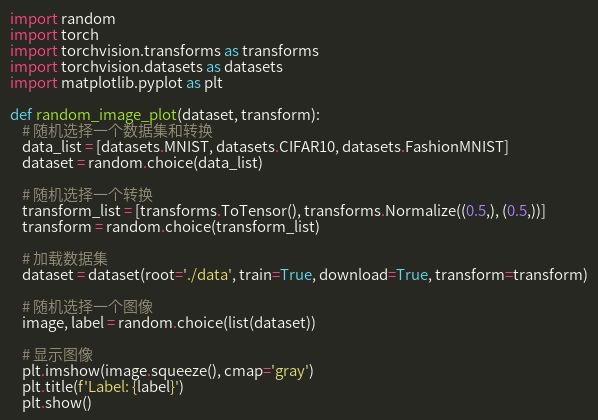 import random
import torch
import torchvision.transforms as transforms
import torchvision.datasets as datasets
import matplotlib.pyplot as plt

def random_image_plot(dataset, transform):
    # 随机选择一个数据集和转换
    data_list = [datasets.MNIST, datasets.CIFAR10, datasets.FashionMNIST]
    dataset = random.choice(data_list)

    # 随机选择一个转换
    transform_list = [transforms.ToTensor(), transforms.Normalize((0.5,), (0.5,))]
    transform = random.choice(transform_list)

    # 加载数据集
    dataset = dataset(root='./data', train=True, download=True, transform=transform)

    # 随机选择一个图像
    image, label = random.choice(list(dataset))

    # 显示图像
    plt.imshow(image.squeeze(), cmap='gray')
    plt.title(f'Label: {label}')
    plt.show()